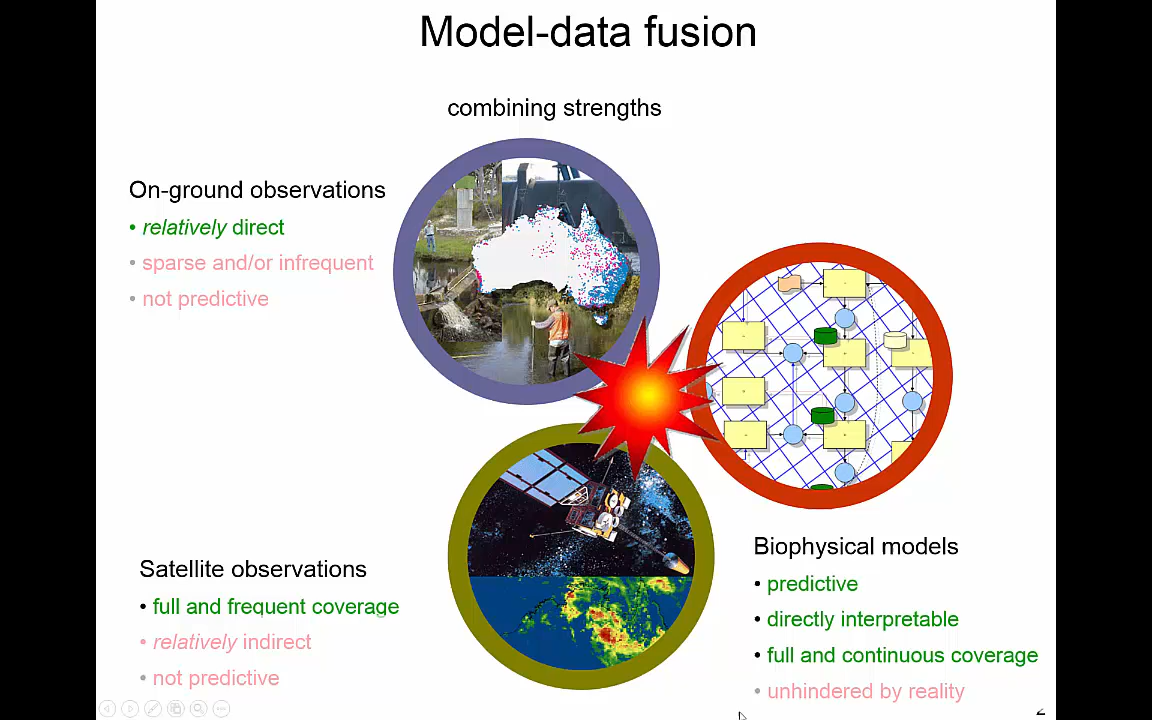 Model-data fusion
combining strengths
On-ground observations
• relatively direct
• sparse and/or infrequent
• not predictive
Satellite observations
• full and frequent coverage
• relatively indirect
• not predictive
Biophysical models
• predictive
• directly interpretable
• full and continuous coverage
• unhindered by reality